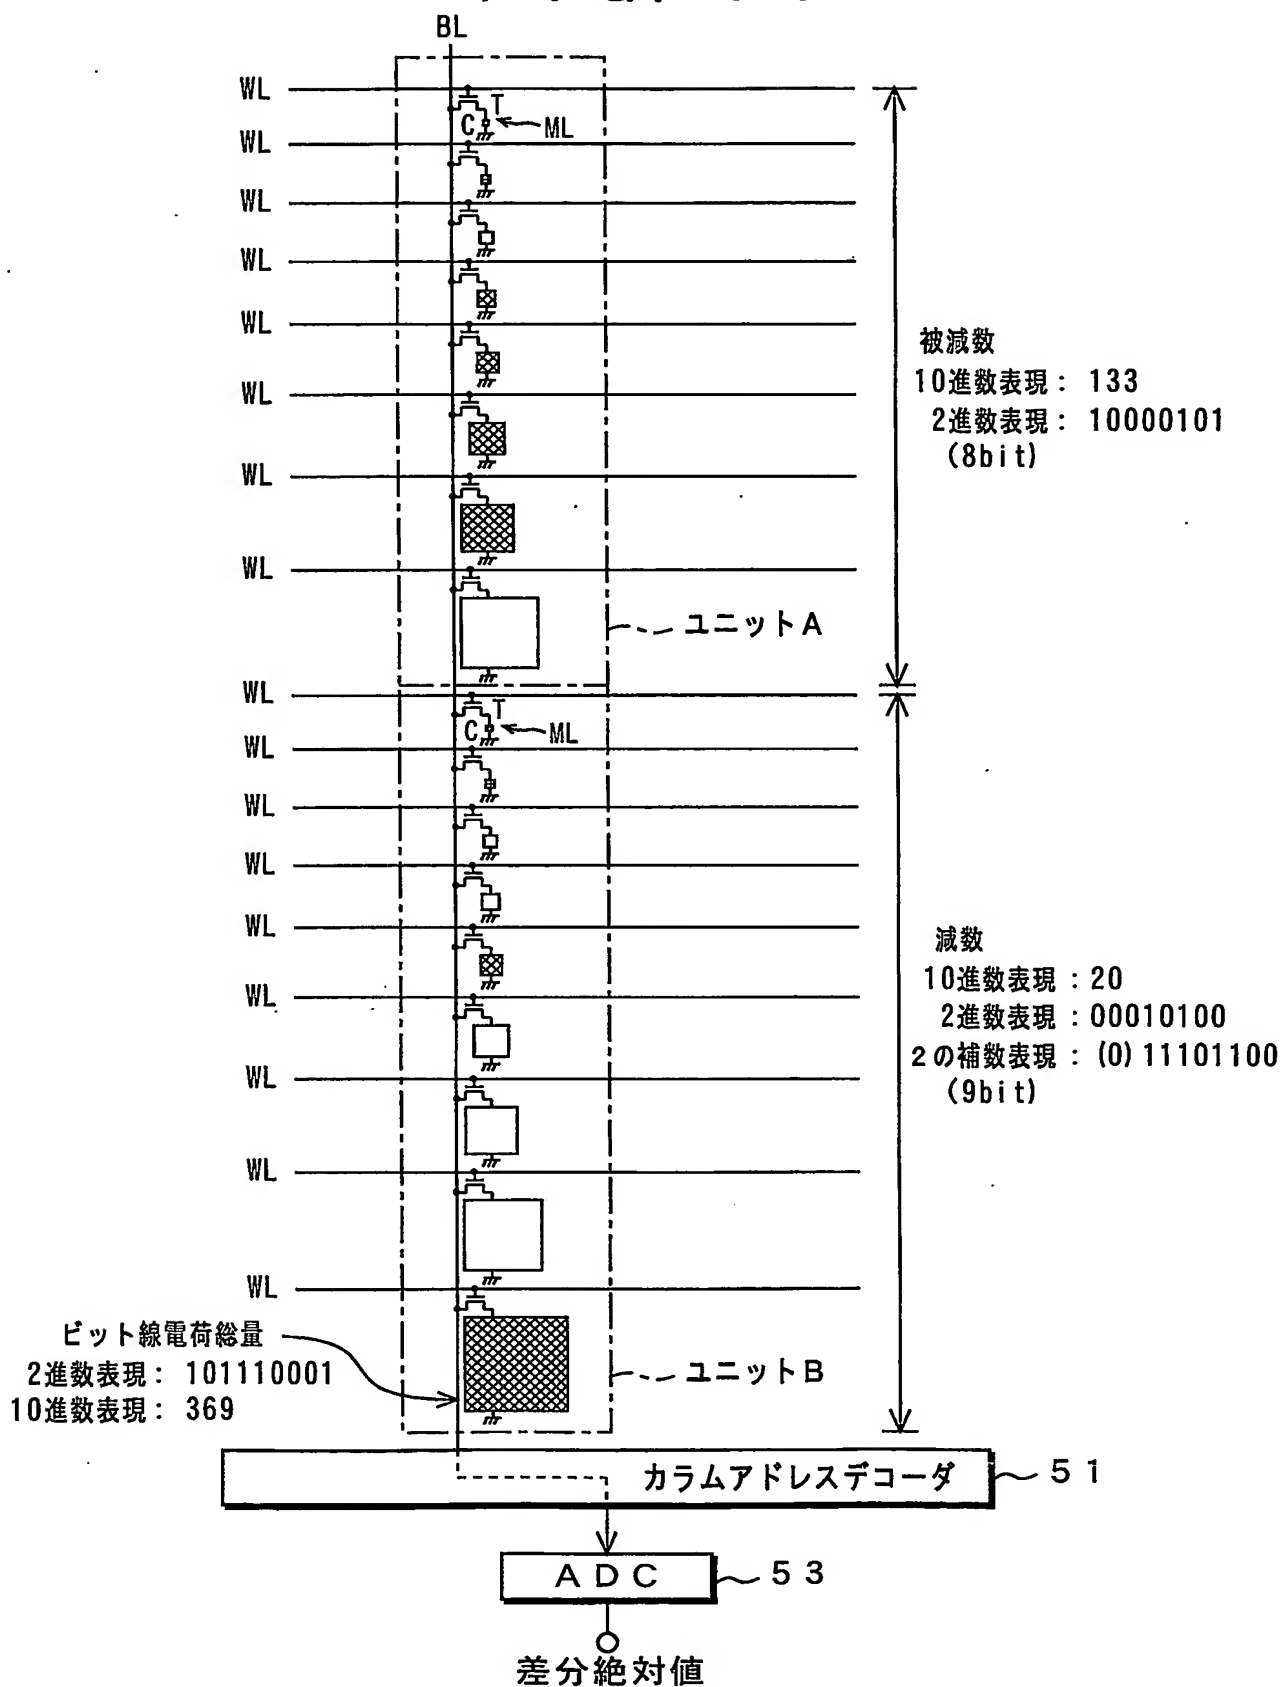 BL
WL
T
C
ML
WL
WL
WL
WL
WL
WL
WL
被減数
10進数表現： 133
2進数表現： 10000101
(8bit)
ユニットA
WL
T
C
ML
WL
WL
WL
WL
WL
WL
WL
WL
減数
10進数表現：20
2進数表現：00010100
2の補数表現：(0)11101100
(9bit)
ビット線電荷総量
2進数表現： 101110001
10進数表現： 369
ユニットB
カラムアドレスデコーダ
51
ADC
53
差分絶対値